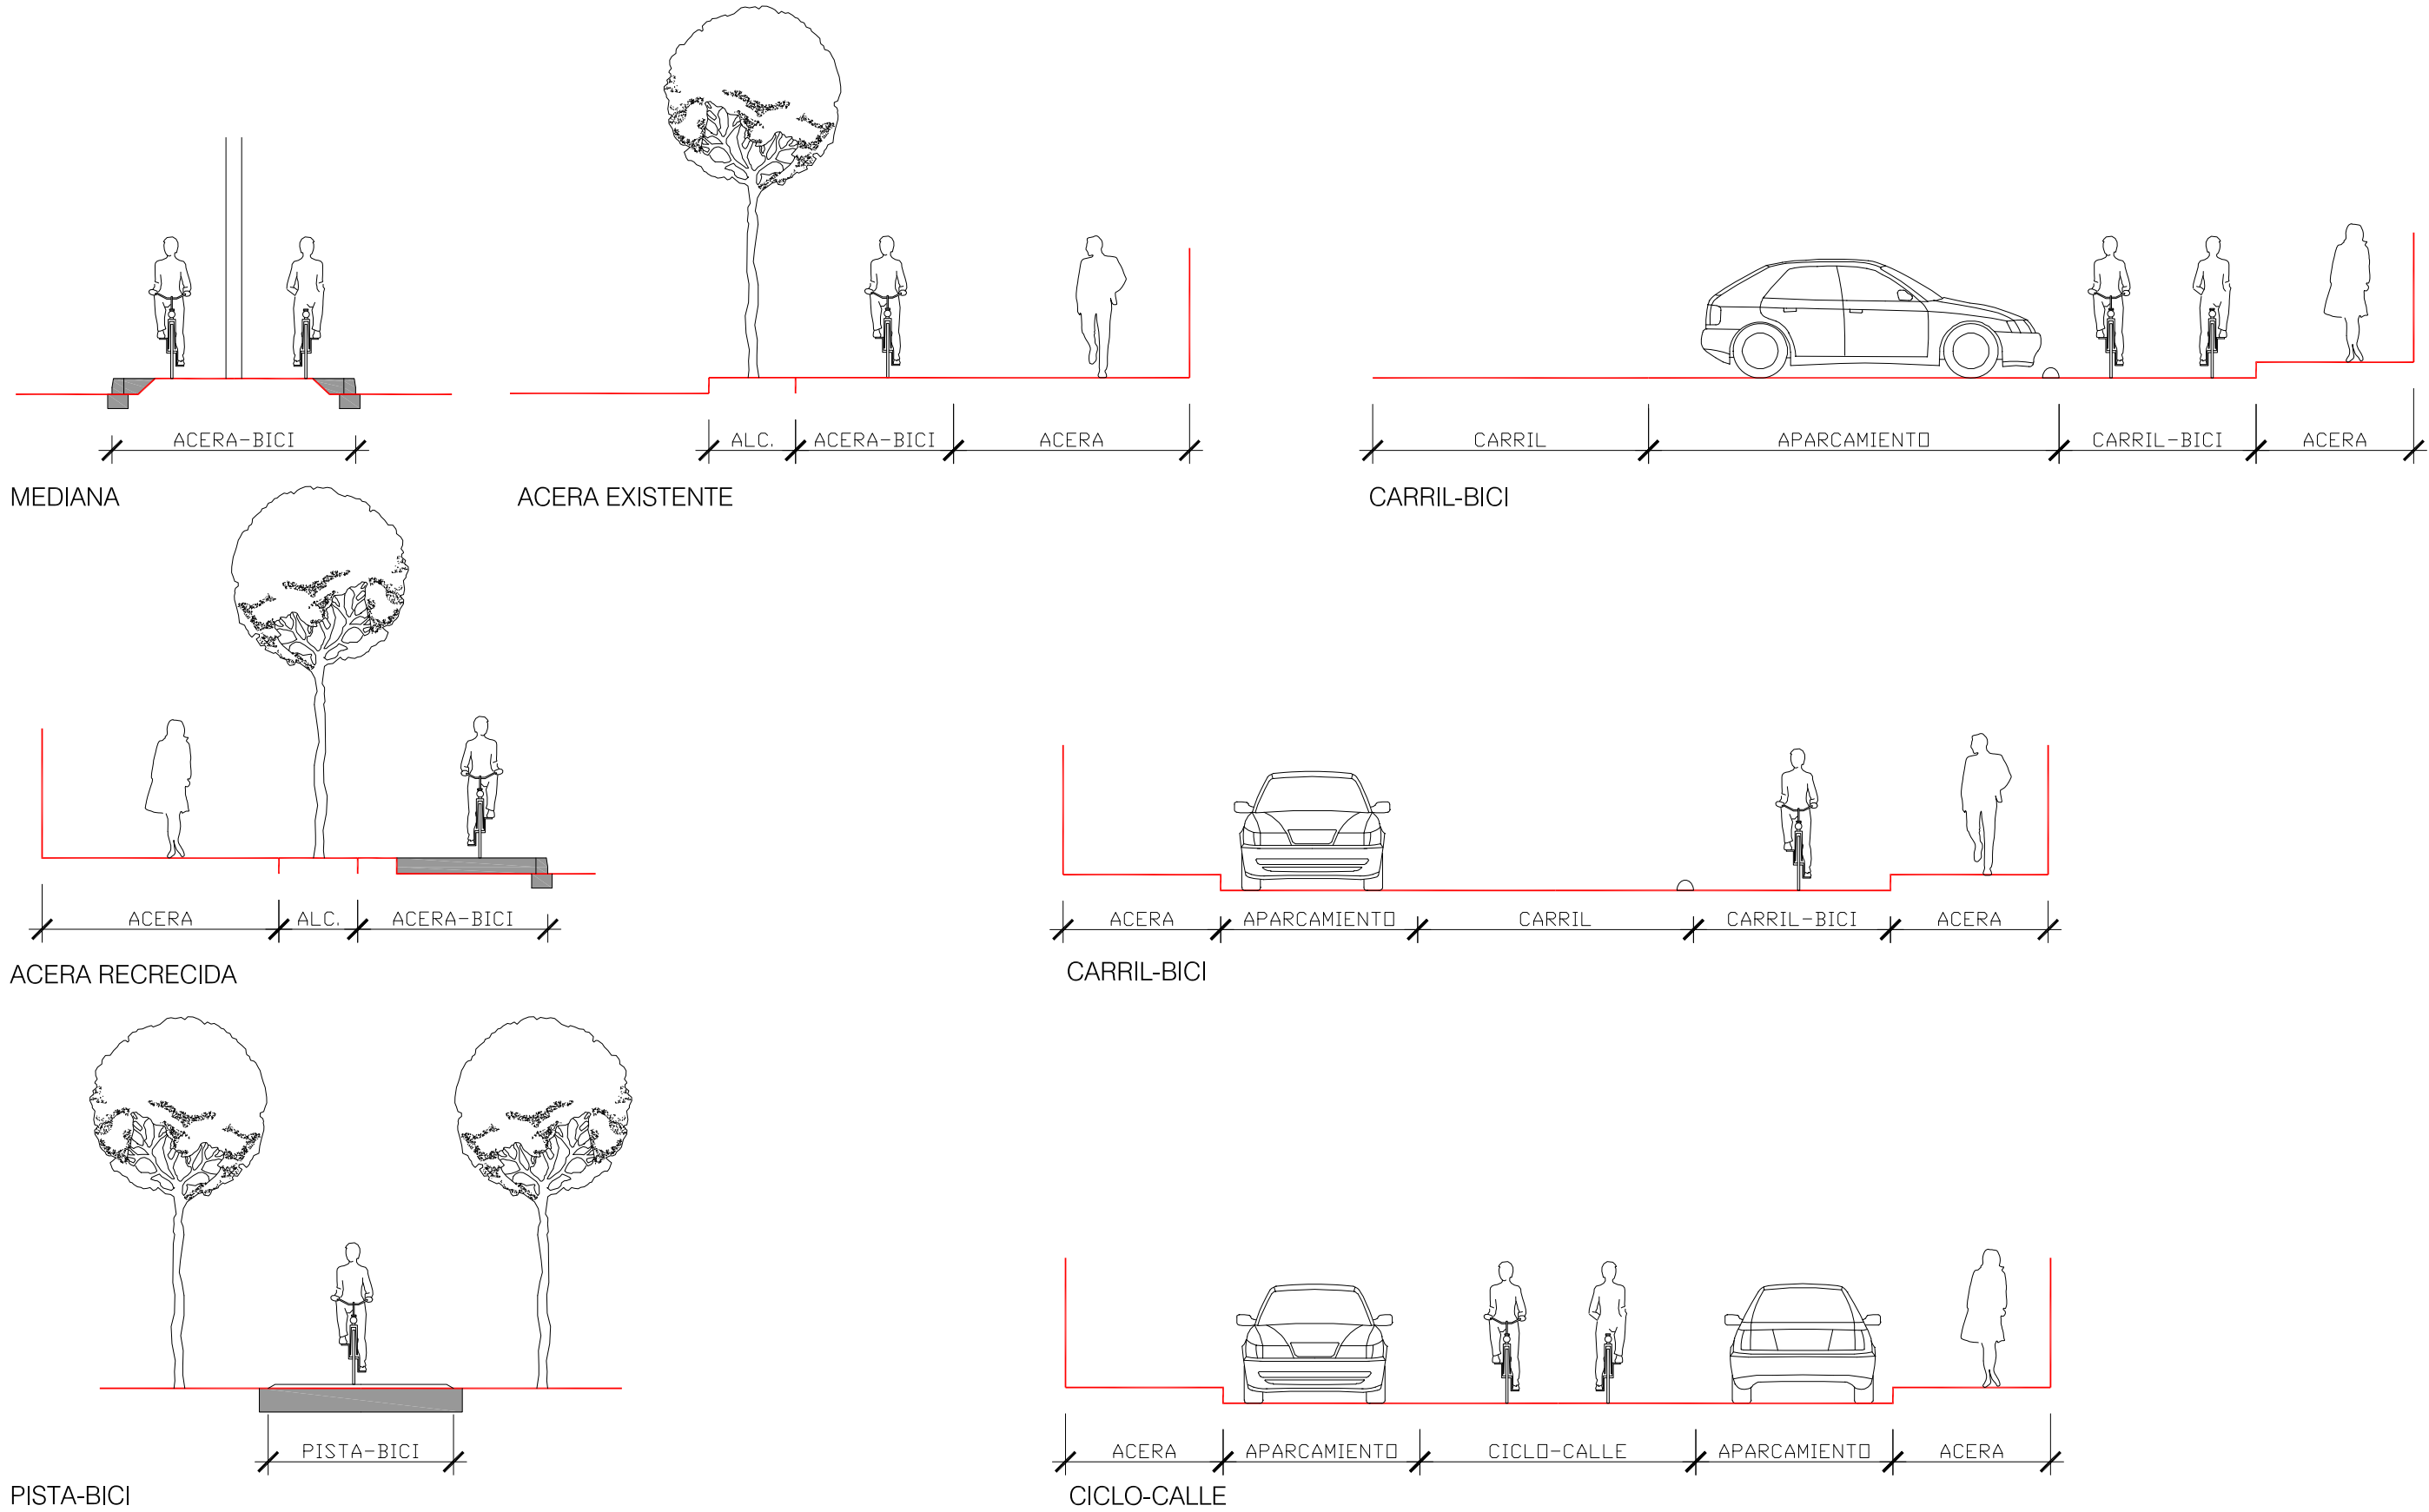 ACERA-BICI
MEDIANA
ALC. ACERA-BICI ACERA
ACERA EXISTENTE
CARRIL APARCAMIENTO CARRIL-BICI ACERA
CARRIL-BICI
ACERA ALC. ACERA-BICI
ACERA RECRECIDA
ACERA APARCAMIENTO CARRIL CARRIL-BICI ACERA
CARRIL-BICI
PISTA-BICI
PISTA-BICI
ACERA APARCAMIENTO CICLO-CALLE APARCAMIENTO ACERA
CICLO-CALLE